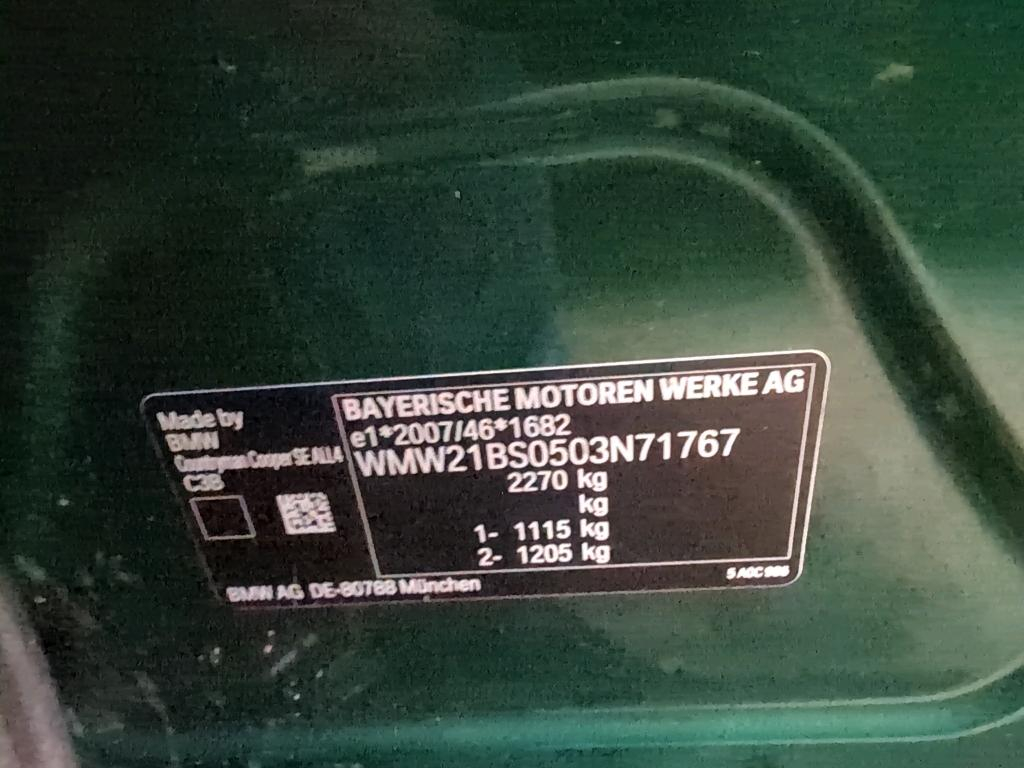 Made by
BMW
Countryman Cooper SE ALL4
C3B
BAYERISCHE MOTOREN WERKE AG
e1*2007/46*1682
WMW21BS0503N71767
2270 kg
kg
1- 1115 kg
2- 1205 kg
BMW AG DE-80788 München